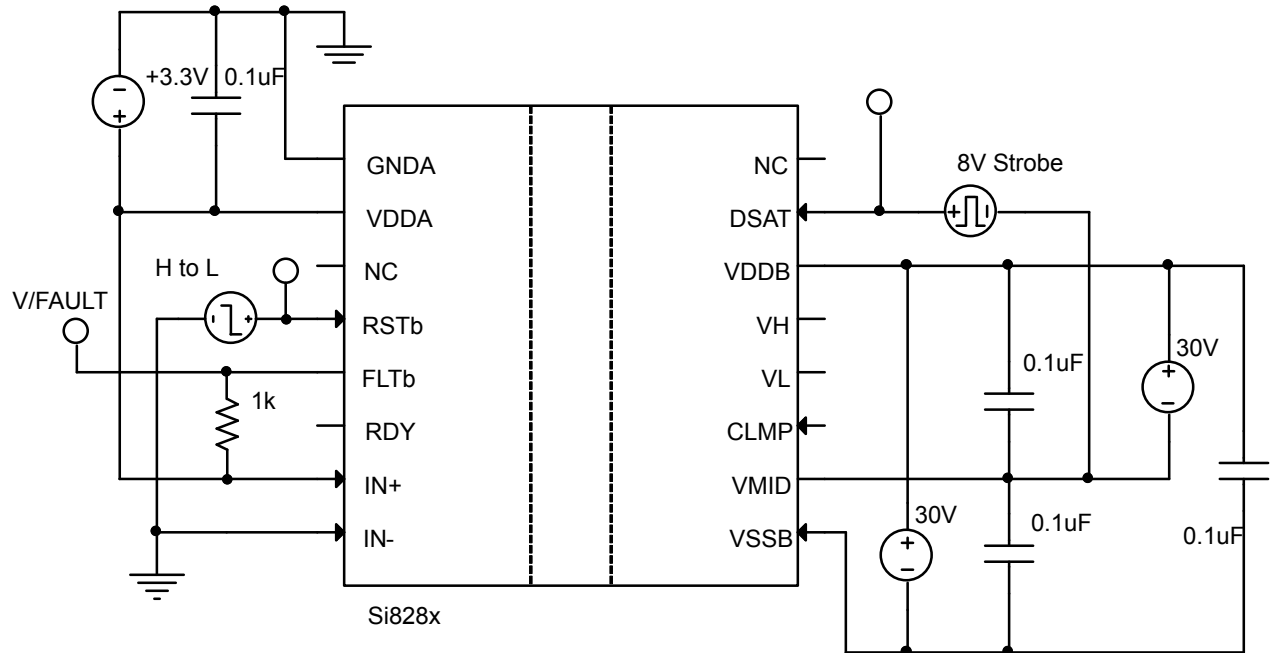 +3.3V
0.1uF
GNDA
VDDA
NC
H to L
V/FAULT
RSTb
FLTb
1k
RDY
IN+
IN-
Si828x
NC
8V Strobe
DSAT
VDDB
VH
VL
0.1uF
30V
CLMP
VMID
30V
0.1uF
0.1uF
VSSB